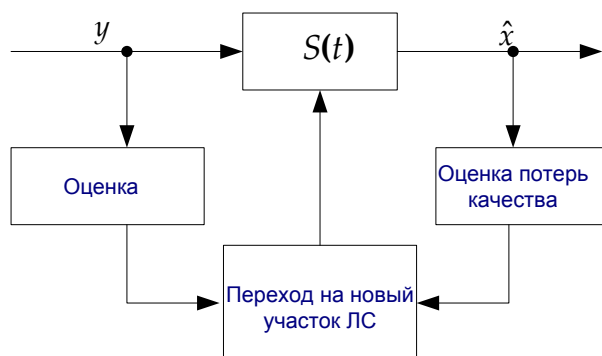 y
S(t)
x̂
Оценка
Оценка потерь
качества
Переход на новый
участок ЛС